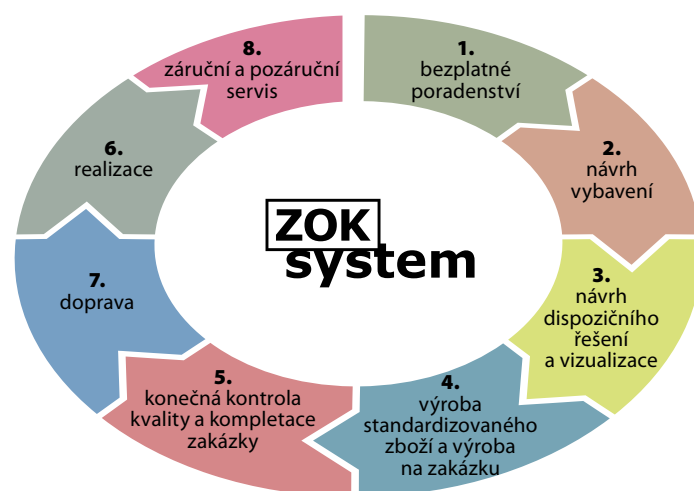 1.
bezplatné
poradenství
2.
návrh
vybavení
3.
návrh
dispozičního
řešení
a vizualizace
4.
výroba
standardizovaného
zboží a výroba
na zakázku
5.
konečná kontrola
kvality a kompletace
zakázky
7.
doprava
6.
realizace
8.
záruční a pozáruční
servis
ZOK
system